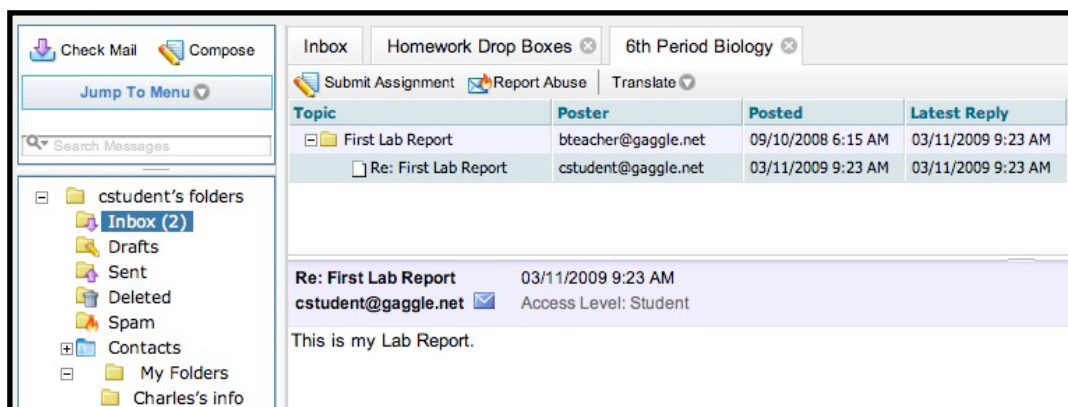 Check Mail Compose
Jump To Menu
Search Messages
cstudent's folders
Inbox (2)
Drafts
Sent
Deleted
Spam
Contacts
My Folders
Charles's info
Inbox Homework Drop Boxes 6th Period Biology
Submit Assignment Report Abuse Translate
Topic Poster Posted Latest Reply
First Lab Report bteacher@gaggle.net 09/10/2008 6:15 AM 03/11/2009 9:23 AM
Re: First Lab Report cstudent@gaggle.net 03/11/2009 9:23 AM 03/11/2009 9:23 AM
Re: First Lab Report 03/11/2009 9:23 AM
cstudent@gaggle.net Access Level: Student
This is my Lab Report.